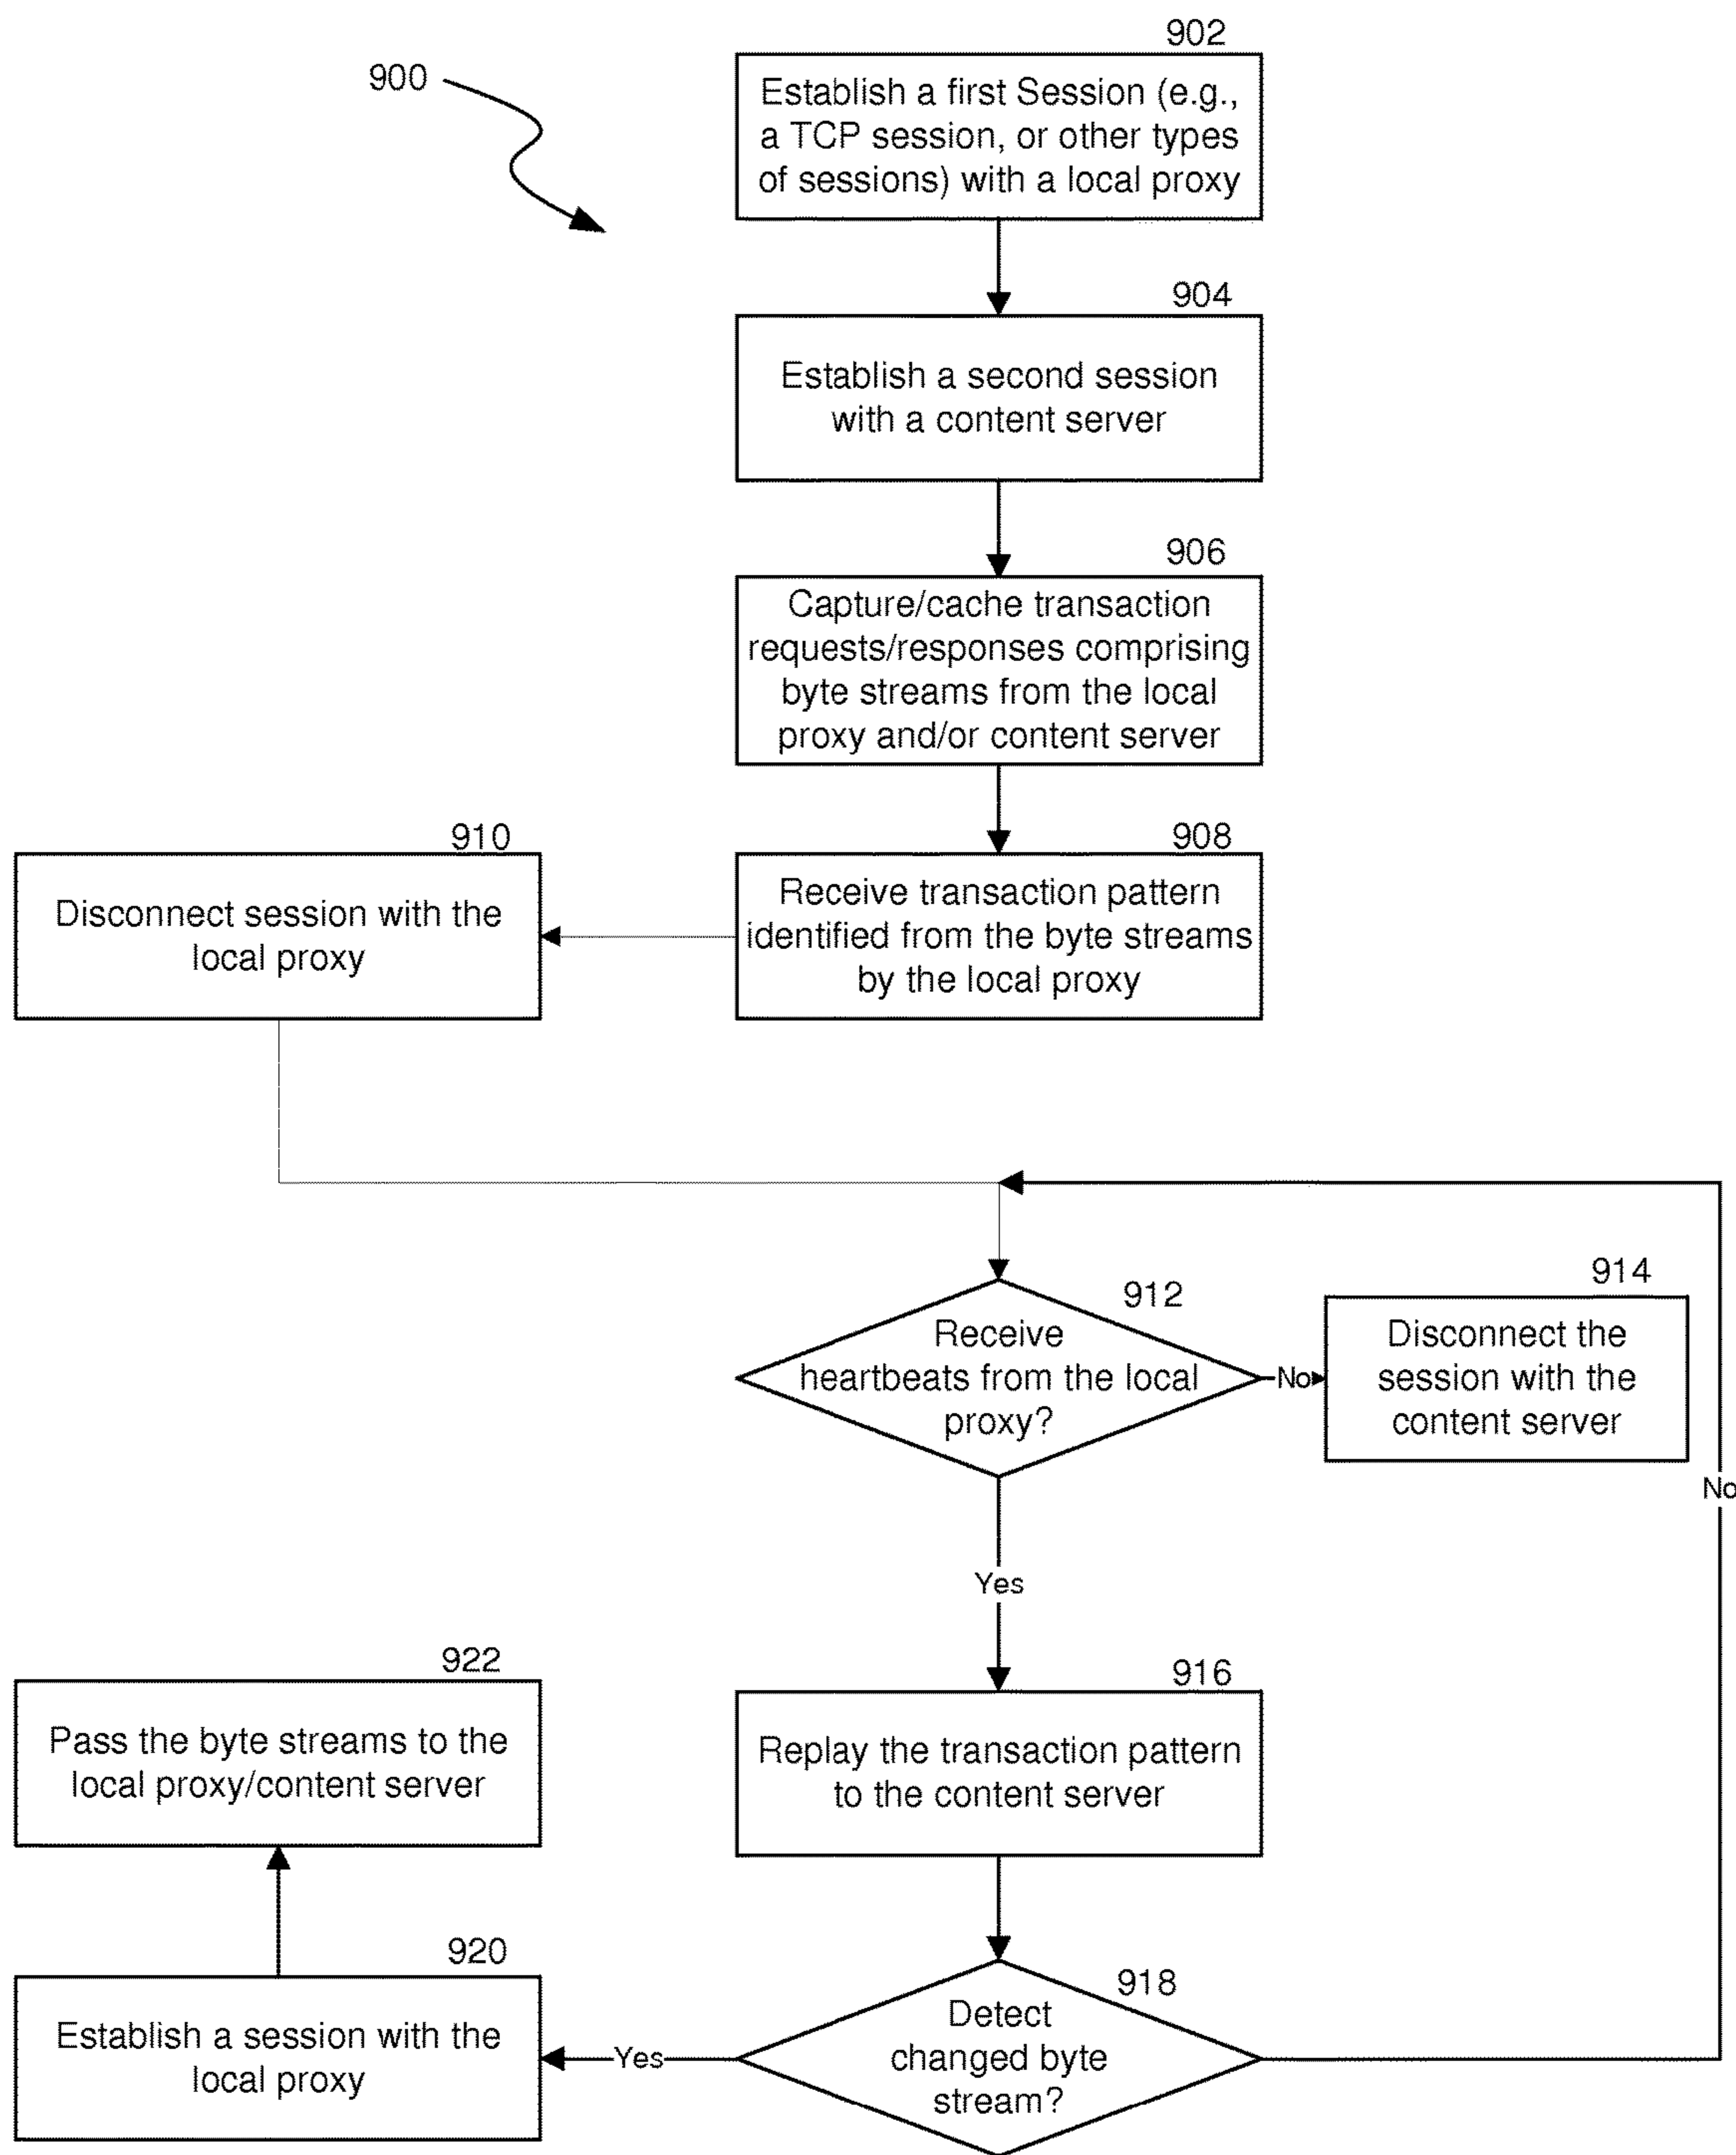 902
900
Establish a first Session (e.g.,
a TCP session, or other types
of sessions) with a local proxy
904
Establish a second session
with a content server
906
Capture/cache transaction
requests/responses comprising
byte streams from the local
proxy and/or content server
910
908
Disconnect session with the
local proxy
Receive transaction pattern
identified from the byte streams
by the local proxy
912
914
Receive
heartbeats from the local
proxy?
No
Disconnect the
session with the
content server
No
Yes
922
916
Pass the byte streams to the
local proxy/content server
Replay the transaction pattern
to the content server
920
918
Establish a session with the
local proxy
Yes
Detect
changed byte
stream?